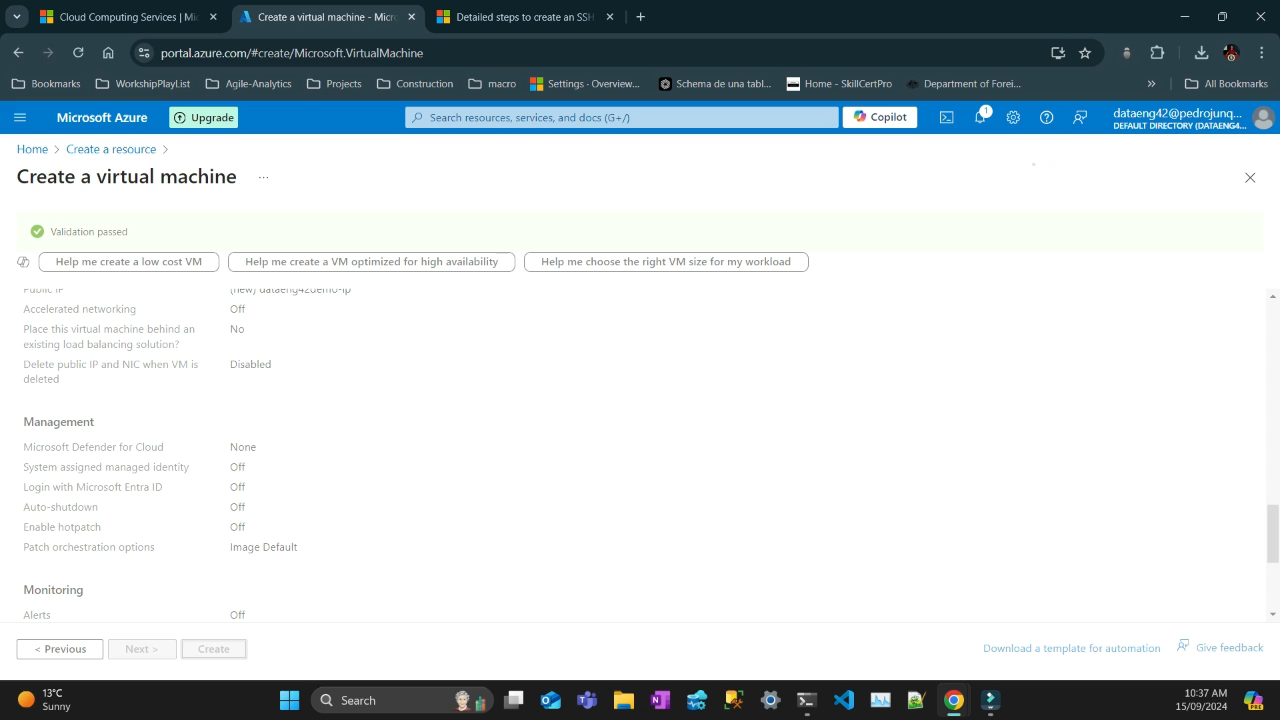 Cloud Computing Services | Mic
Create a virtual machine - Micro
Detailed steps to create an SSH
portal.azure.com/#create/Microsoft.VirtualMachine
Bookmarks
WorkshipPlayList
Agile-Analytics
Projects
Construction
macro
Settings - Overview...
Schema de una tabl...
Home - SkillCertPro
Department of Forei...
»
All Bookmarks
Microsoft Azure
Upgrade
Search resources, services, and docs (G+/)
Copilot
1
dataeng42@pedrojunq...
DEFAULT DIRECTORY (DATAENG4...
Home > Create a resource >
Create a virtual machine ...
Validation passed
Help me create a low cost VM
Help me create a VM optimized for high availability
Help me choose the right VM size for my workload
Public IP (new) dataeng42demo-ip
Accelerated networking Off
Place this virtual machine behind an No
existing load balancing solution?
Delete public IP and NIC when VM is Disabled
deleted
Management
Microsoft Defender for Cloud None
System assigned managed identity Off
Login with Microsoft Entra ID Off
Auto-shutdown Off
Enable hotpatch Off
Patch orchestration options Image Default
Monitoring
Alerts Off
< Previous
Next >
Create
Download a template for automation
Give feedback
13°C
Sunny
Search
10:37 AM
15/09/2024
PRE